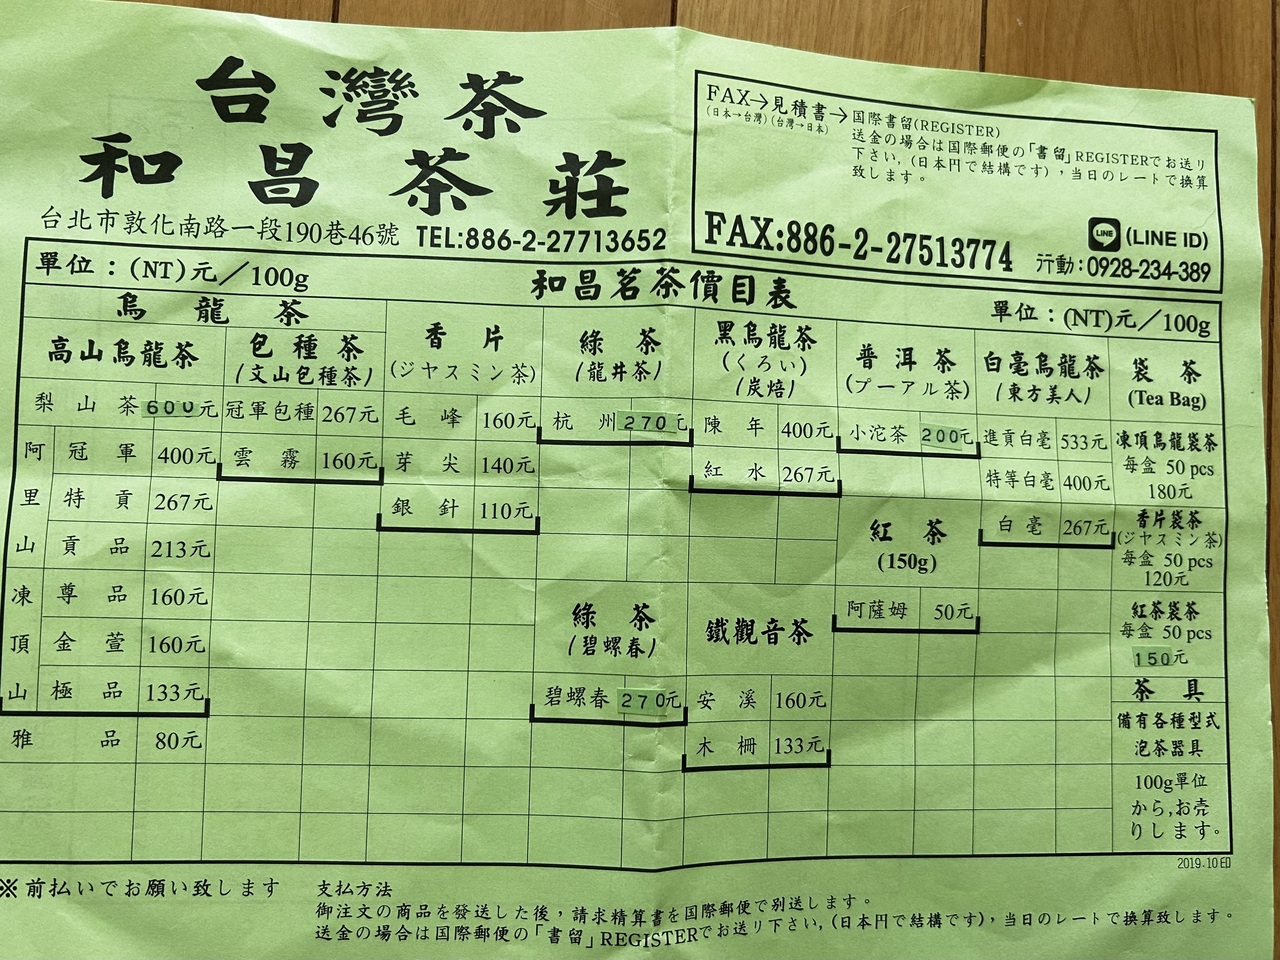 台灣茶
和昌茶莊
台北市敦化南路一段190巷46號 TEL:886-2-27713652
FAX→見積書→国際書留(REGISTER)
(日本→台灣)(台灣→日本)
送金の場合は国際郵便の「書留」REGISTERでお送リ
下さい,(日本円で結構です),当日のレートで換算
致します。
FAX:886-2-27513774
LINE (LINE ID)
行動:0928-234-389
單位：(NT)元／100g 和昌茗茶價目表 單位：(NT)元／100g
烏龍茶
高山烏龍茶
梨山茶 600元
阿里山 冠軍 400元
特貢 267元
貢品 213元
凍頂山 尊品 160元
金萱 160元
極品 133元
雅品 80元
包種茶
(文山包種茶)
冠軍包種 267元
雲霧 160元
香片
(ジヤスミン茶)
毛峰 160元
芽尖 140元
銀針 110元
綠茶
(龍井茶)
杭州 270元
綠茶
(碧螺春)
碧螺春 270元
黑烏龍茶
(くろい)
(炭焙)
陳年 400元
紅水 267元
鐵觀音茶
安溪 160元
木柵 133元
普洱茶
(プーアル茶)
小沱茶 200元
紅茶
(150g)
阿薩姆 50元
白毫烏龍茶
(東方美人)
進貢白毫 533元
特等白毫 400元
白毫 267元
袋茶
(Tea Bag)
凍頂烏龍袋茶
每盒 50 pcs
180元
香片袋茶
(ジヤスミン茶)
每盒 50 pcs
120元
紅茶袋茶
每盒 50 pcs
150元
茶具
備有各種型式
泡茶器具
100g單位
から,お売
りします。
2019.10印
※前払いでお願い致します
支払方法
御注文の商品を發送した後，請求精算書を国際郵便で別送します。
送金の場合は国際郵便の「書留」REGISTERでお送リ下さい,(日本円で結構です),当日のレートで換算致します。